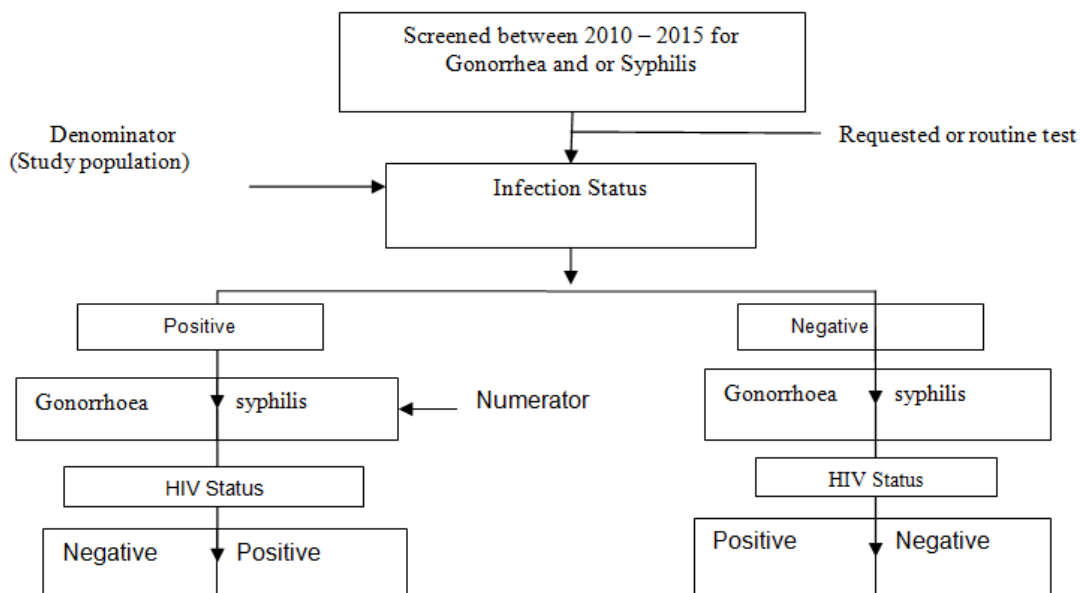 Screened between 2010 – 2015 for
Gonorrhea and or Syphilis
Denominator
(Study population)
Requested or routine test
Infection Status
Positive
Negative
Gonorrhoea syphilis
Numerator
Gonorrhoea syphilis
HIV Status
HIV Status
Negative Positive
Positive Negative